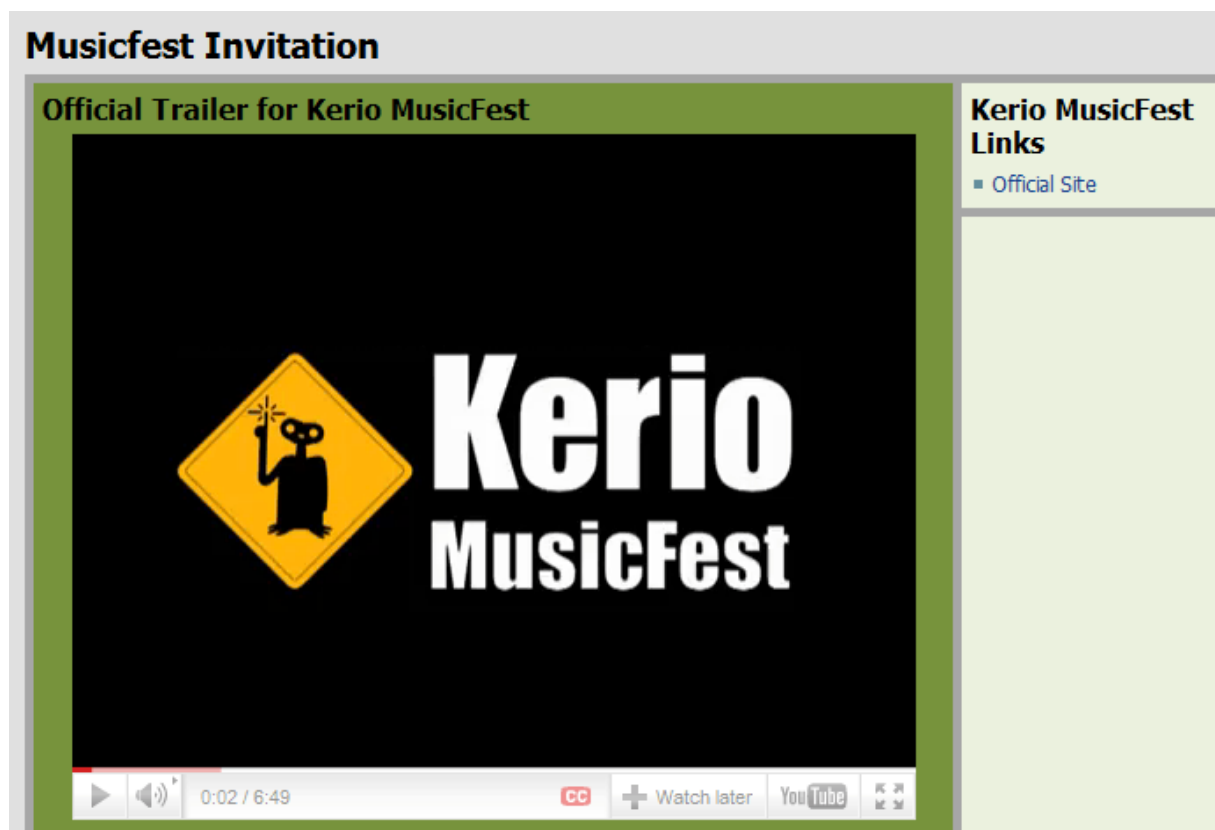 Musicfest Invitation
Official Trailer for Kerio MusicFest
Kerio
MusicFest
0:02 / 6:49
CC
Watch later
YouTube
Kerio MusicFest
Links
Official Site